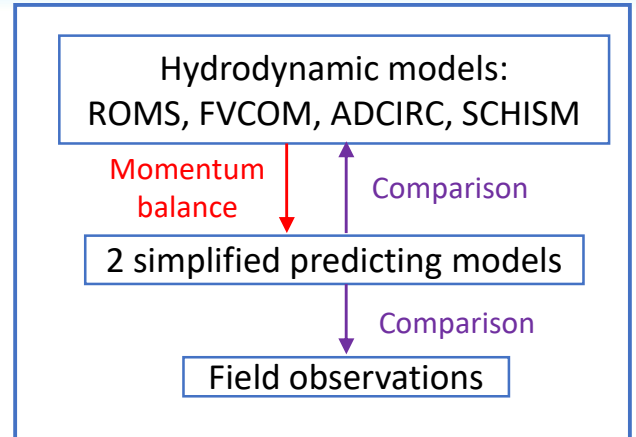 Hydrodynamic models:
ROMS, FVCOM, ADCIRC, SCHISM
Momentum
balance
Comparison
2 simplified predicting models
Comparison
Field observations